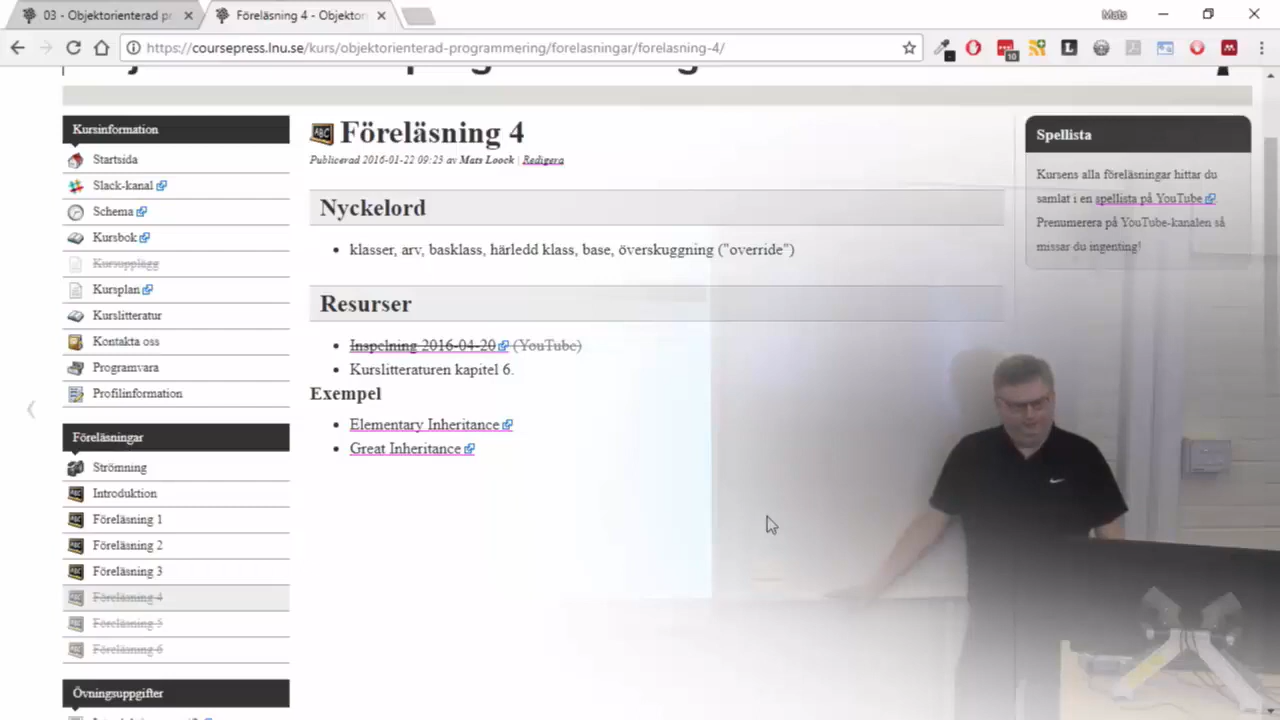 03 - Objektorienterad pr
Föreläsning 4 - Objektor
Mats
https://coursepress.lnu.se/kurs/objektorienterad-programmering/forelasningar/forelasning-4/
10
Kursinformation
Startsida
Slack-kanal
Schema
Kursbok
Kursupplägg
Kursplan
Kurslitteratur
Kontakta oss
Programvara
Profilinformation
Föreläsningar
Strömning
Introduktion
Föreläsning 1
Föreläsning 2
Föreläsning 3
Föreläsning 4
Föreläsning 5
Föreläsning 6
Övningsuppgifter
ABC Föreläsning 4
Publicerad 2016-01-22 09:23 av Mats Loock | Redigera
Nyckelord
• klasser, arv, basklass, härledd klass, base, överskuggning ("override")
Resurser
• Inspelning 2016-04-20 (YouTube)
• Kurslitteraturen kapitel 6.
Exempel
• Elementary Inheritance
• Great Inheritance
Spellista
Kursens alla föreläsningar hittar du
samlat i en spellista på YouTube.
Prenumerera på YouTube-kanalen så
missar du ingenting!